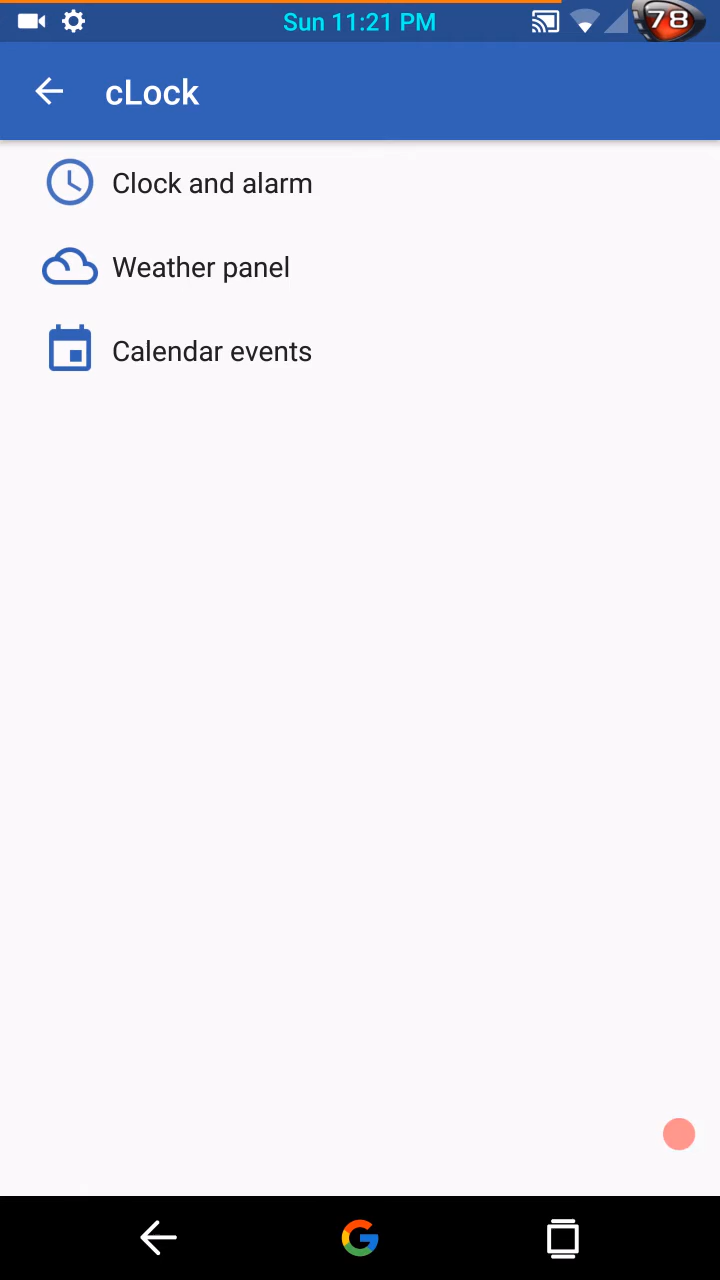 Sun 11:21 PM
78
cLock
Clock and alarm
Weather panel
Calendar events